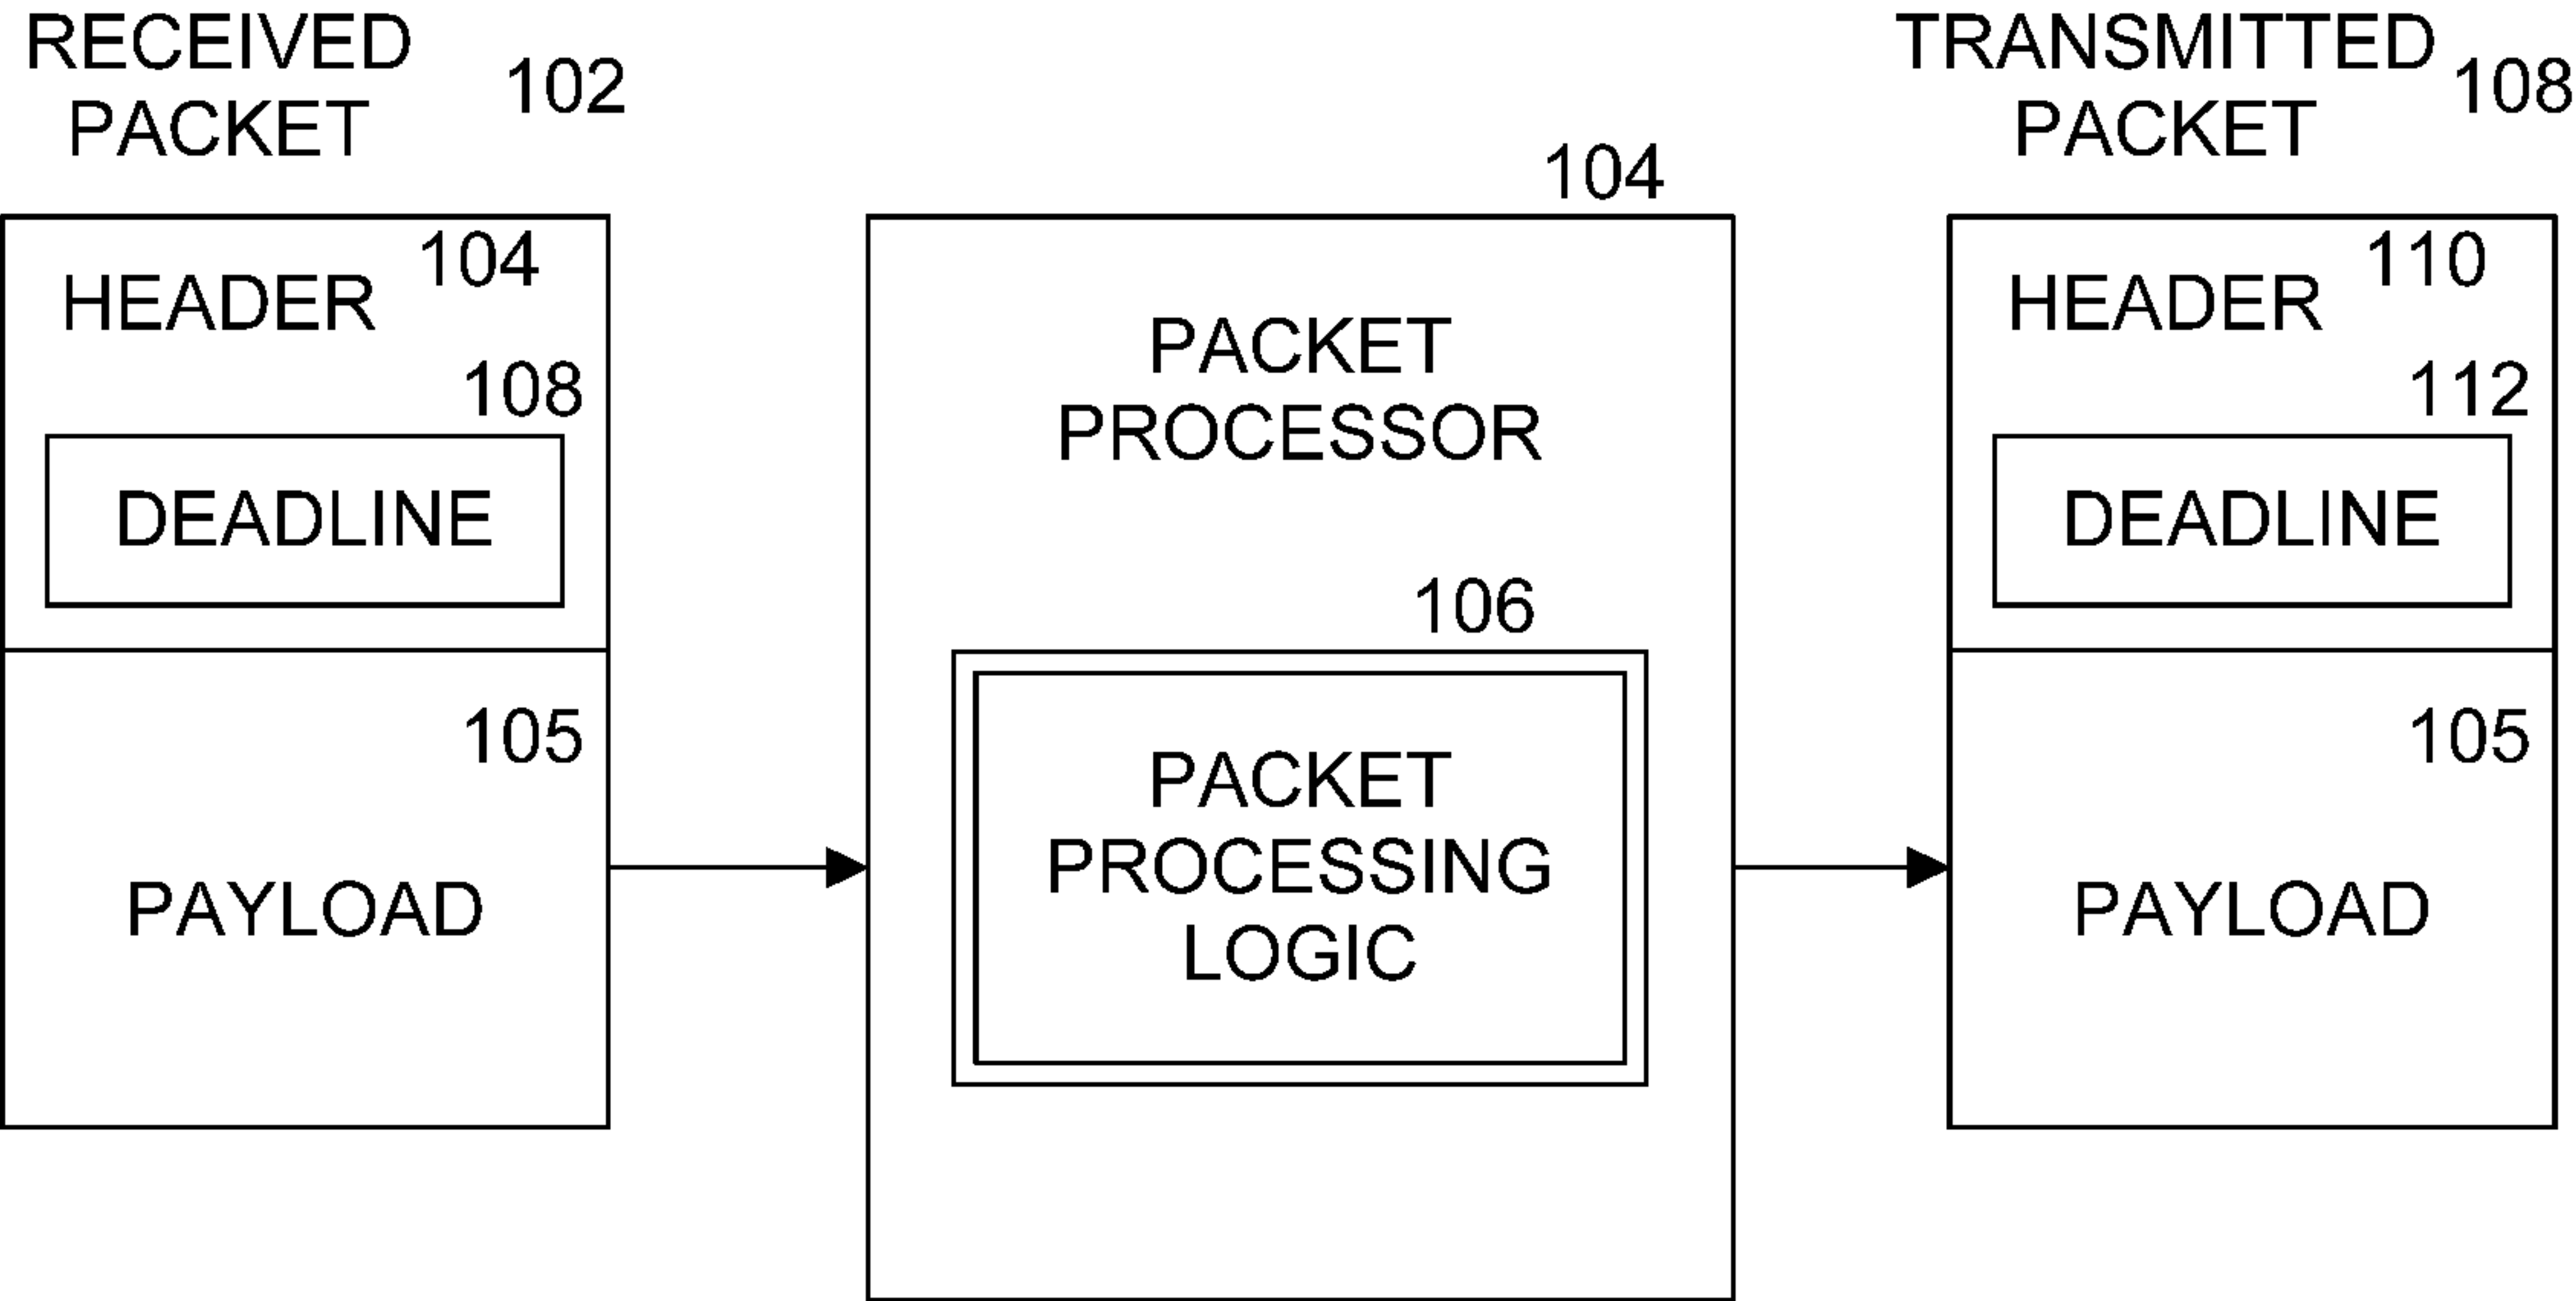 RECEIVED
PACKET
102
104
HEADER
108
DEADLINE
105
PAYLOAD
104
PACKET
PROCESSOR
106
PACKET
PROCESSING
LOGIC
TRANSMITTED
PACKET
108
110
HEADER
112
DEADLINE
105
PAYLOAD